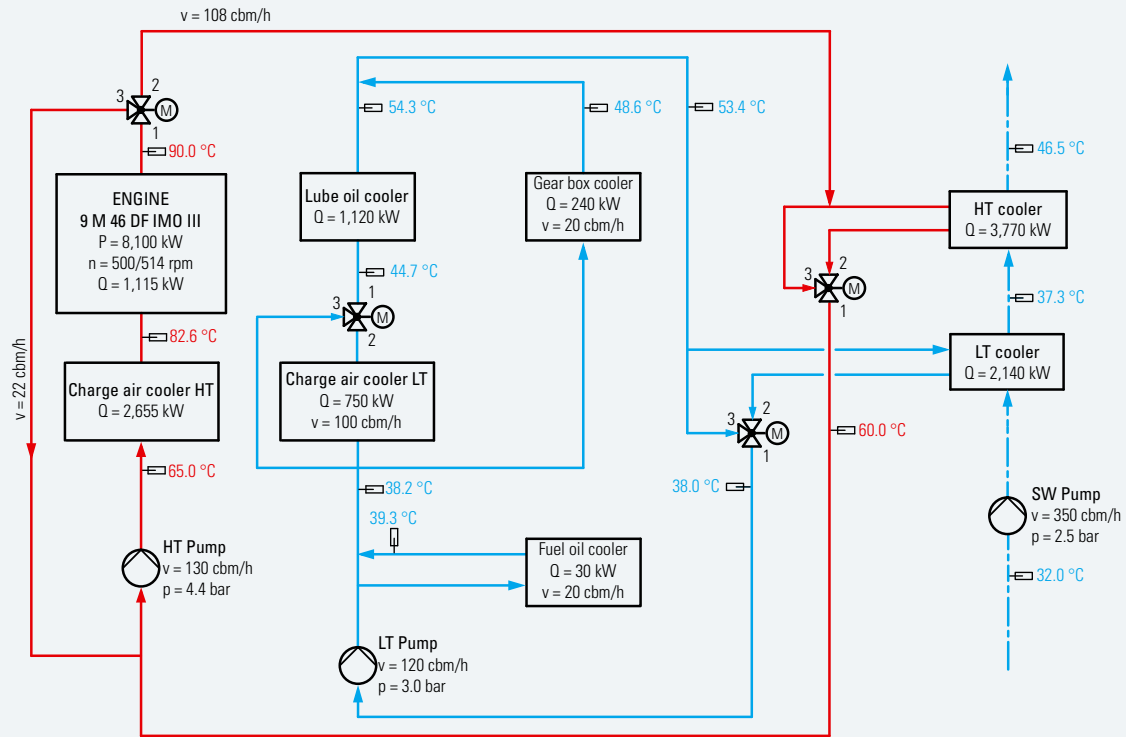 v = 108 cbm/h
3
2
M
1
90.0 °C
ENGINE
9 M 46 DF IMO III
P = 8,100 kW
n = 500/514 rpm
Q = 1,115 kW
82.6 °C
Charge air cooler HT
Q = 2,655 kW
v = 22 cbm/h
65.0 °C
HT Pump
v = 130 cbm/h
p = 4.4 bar
54.3 °C
Lube oil cooler
Q = 1,120 kW
44.7 °C
3
1
M
2
Charge air cooler LT
Q = 750 kW
v = 100 cbm/h
38.2 °C
39.3 °C
Fuel oil cooler
Q = 30 kW
v = 20 cbm/h
LT Pump
v = 120 cbm/h
p = 3.0 bar
48.6 °C
Gear box cooler
Q = 240 kW
v = 20 cbm/h
53.4 °C
3
2
M
1
38.0 °C
3
2
M
1
60.0 °C
46.5 °C
HT cooler
Q = 3,770 kW
37.3 °C
LT cooler
Q = 2,140 kW
SW Pump
v = 350 cbm/h
p = 2.5 bar
32.0 °C